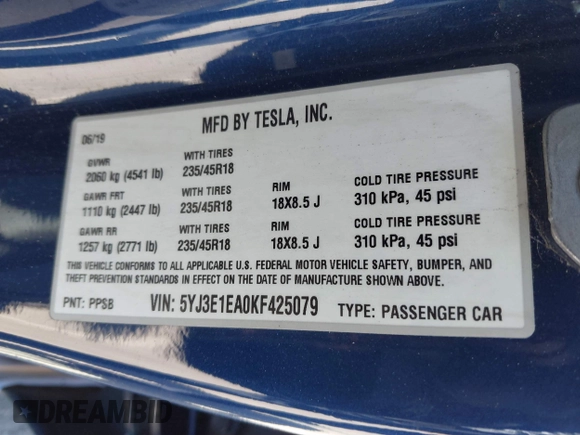 MFD BY TESLA, INC.
06/19
GVWR WITH TIRES
2060 kg (4541 lb) 235/45R18
GAWR FRT WITH TIRES RIM COLD TIRE PRESSURE
1110 kg (2447 lb) 235/45R18 18X8.5 J 310 kPa, 45 psi
GAWR RR WITH TIRES RIM COLD TIRE PRESSURE
1257 kg (2771 lb) 235/45R18 18X8.5 J 310 kPa, 45 psi
THIS VEHICLE CONFORMS TO ALL APPLICABLE U.S. FEDERAL MOTOR VEHICLE SAFETY, BUMPER, AND
THEFT PREVENTION STANDARDS IN EFFECT ON THE DATE OF MANUFACTURE SHOWN ABOVE.
PNT: PPSB VIN: 5YJ3E1EA0KF425079 TYPE: PASSENGER CAR
DREAMBID